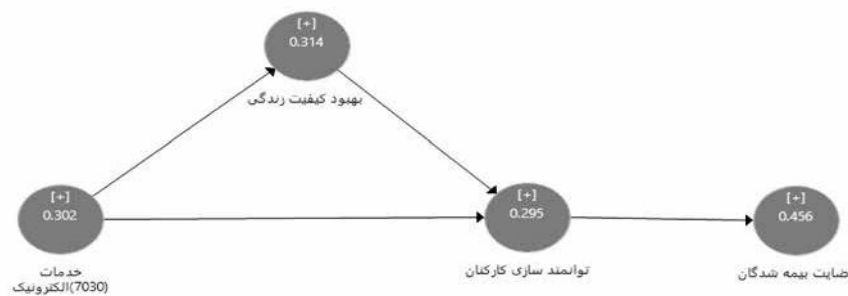 [+]
0.314
بهبود کیفیت زندگی
[+]
0.302
خدمات
الکترونیک(7030)
[+]
0.295
توانمند سازی کارکنان
[+]
0.456
ضایت بیمه شدگان